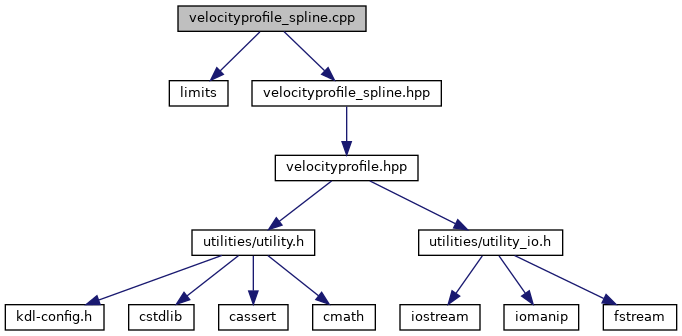 velocityprofile_spline.cpp
limits
velocityprofile_spline.hpp
velocityprofile.hpp
utilities/utility.h
utilities/utility_io.h
kdl-config.h
cstdlib
cassert
cmath
iostream
iomanip
fstream